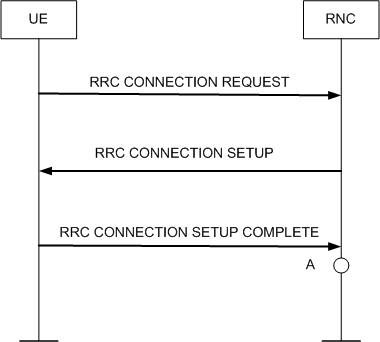 UE
RNC
RRC CONNECTION REQUEST
RRC CONNECTION SETUP
RRC CONNECTION SETUP COMPLETE
A